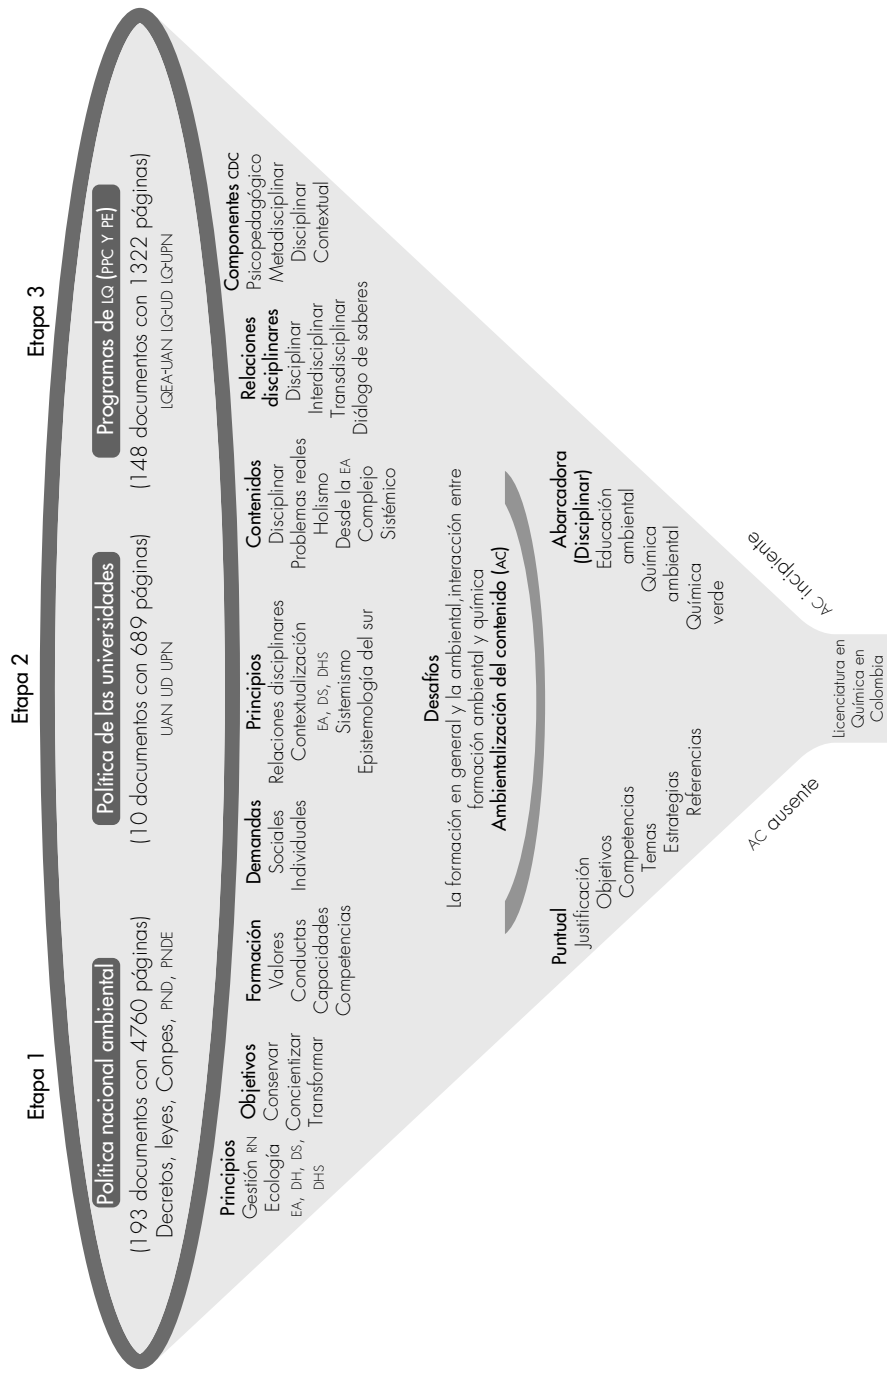 Etapa 1
Política nacional ambiental
(193 documentos con 4760 páginas)
Decretos, leyes, Conpes, PND, PNDE
Etapa 2
Política de las universidades
(10 documentos con 689 páginas)
UAN UD UPN
Etapa 3
Programas de LQ (PPC Y PE)
(148 documentos con 1322 páginas)
LQEA-UAN LQ-UD LQ-UPN
Principios
Gestión RN
Ecología
EA, DH, DS,
DHS
Objetivos
Conservar
Concientizar
Transformar
Formación
Valores
Conductas
Capacidades
Competencias
Demandas
Sociales
Individuales
Principios
Relaciones disciplinares
Contextualización
EA, DS, DHS
Sistemismo
Epistemología del sur
Contenidos
Disciplinar
Problemas reales
Holismo
Desde la EA
Complejo
Sistémico
Relaciones
disciplinares
Disciplinar
Interdisciplinar
Transdisciplinar
Diálogo de saberes
Componentes CDC
Psicopedagógico
Metadisciplinar
Disciplinar
Contextual
Desafíos
La formación en general y la ambiental,interacción entre
formación ambiental y química
Ambientalización del contenido (AC)
Puntual
Justificación
Objetivos
Competencias
Temas
Estrategias
Referencias
Abarcadora
(Disciplinar)
Educación
ambiental
Química
ambiental
Química
verde
AC ausente
AC incipiente
Licenciatura en
Química en
Colombia